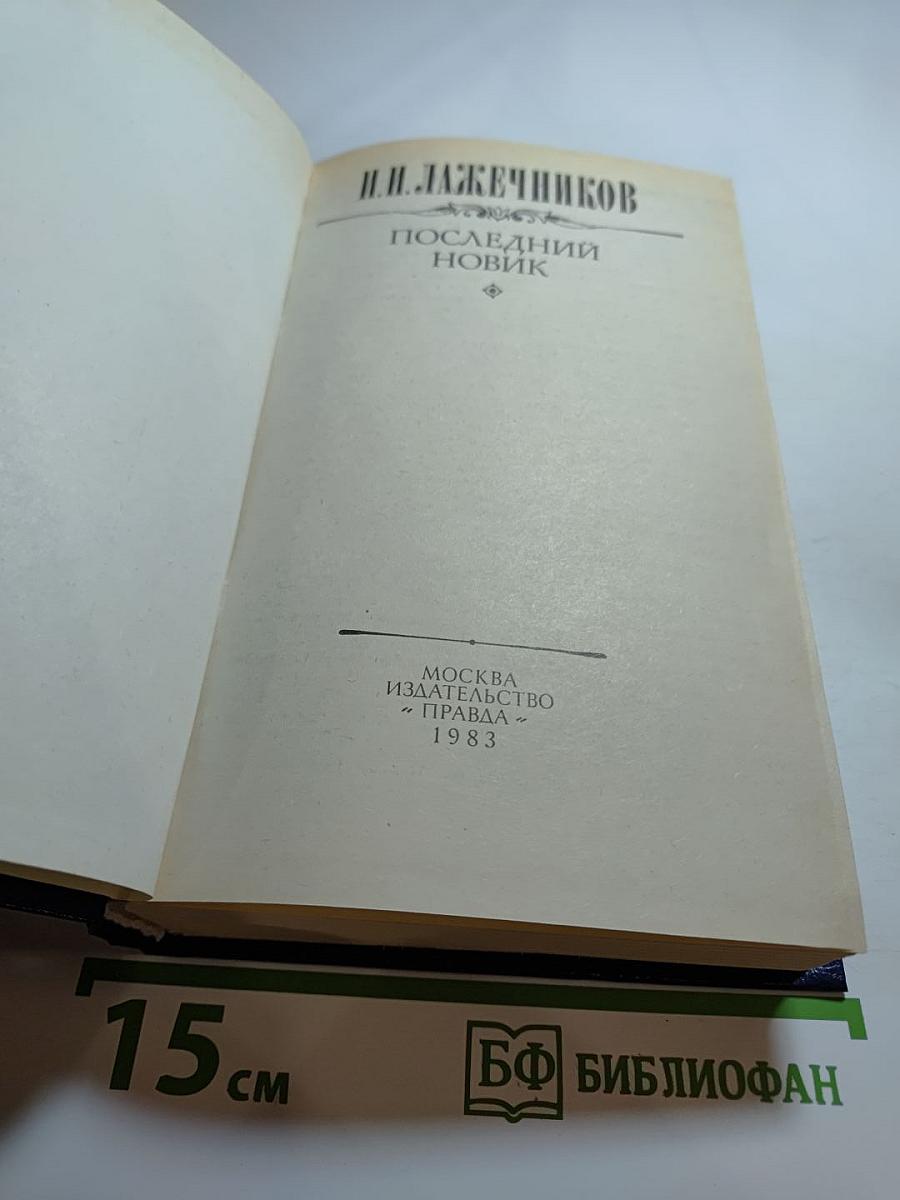 И. И. ЛАЖЕЧНИКОВ
ПОСЛЕДНИЙ
НОВИК
МОСКВА
ИЗДАТЕЛЬСТВО
„ ПРАВДА „
1983
15 см
БФ БИБЛИОФАН